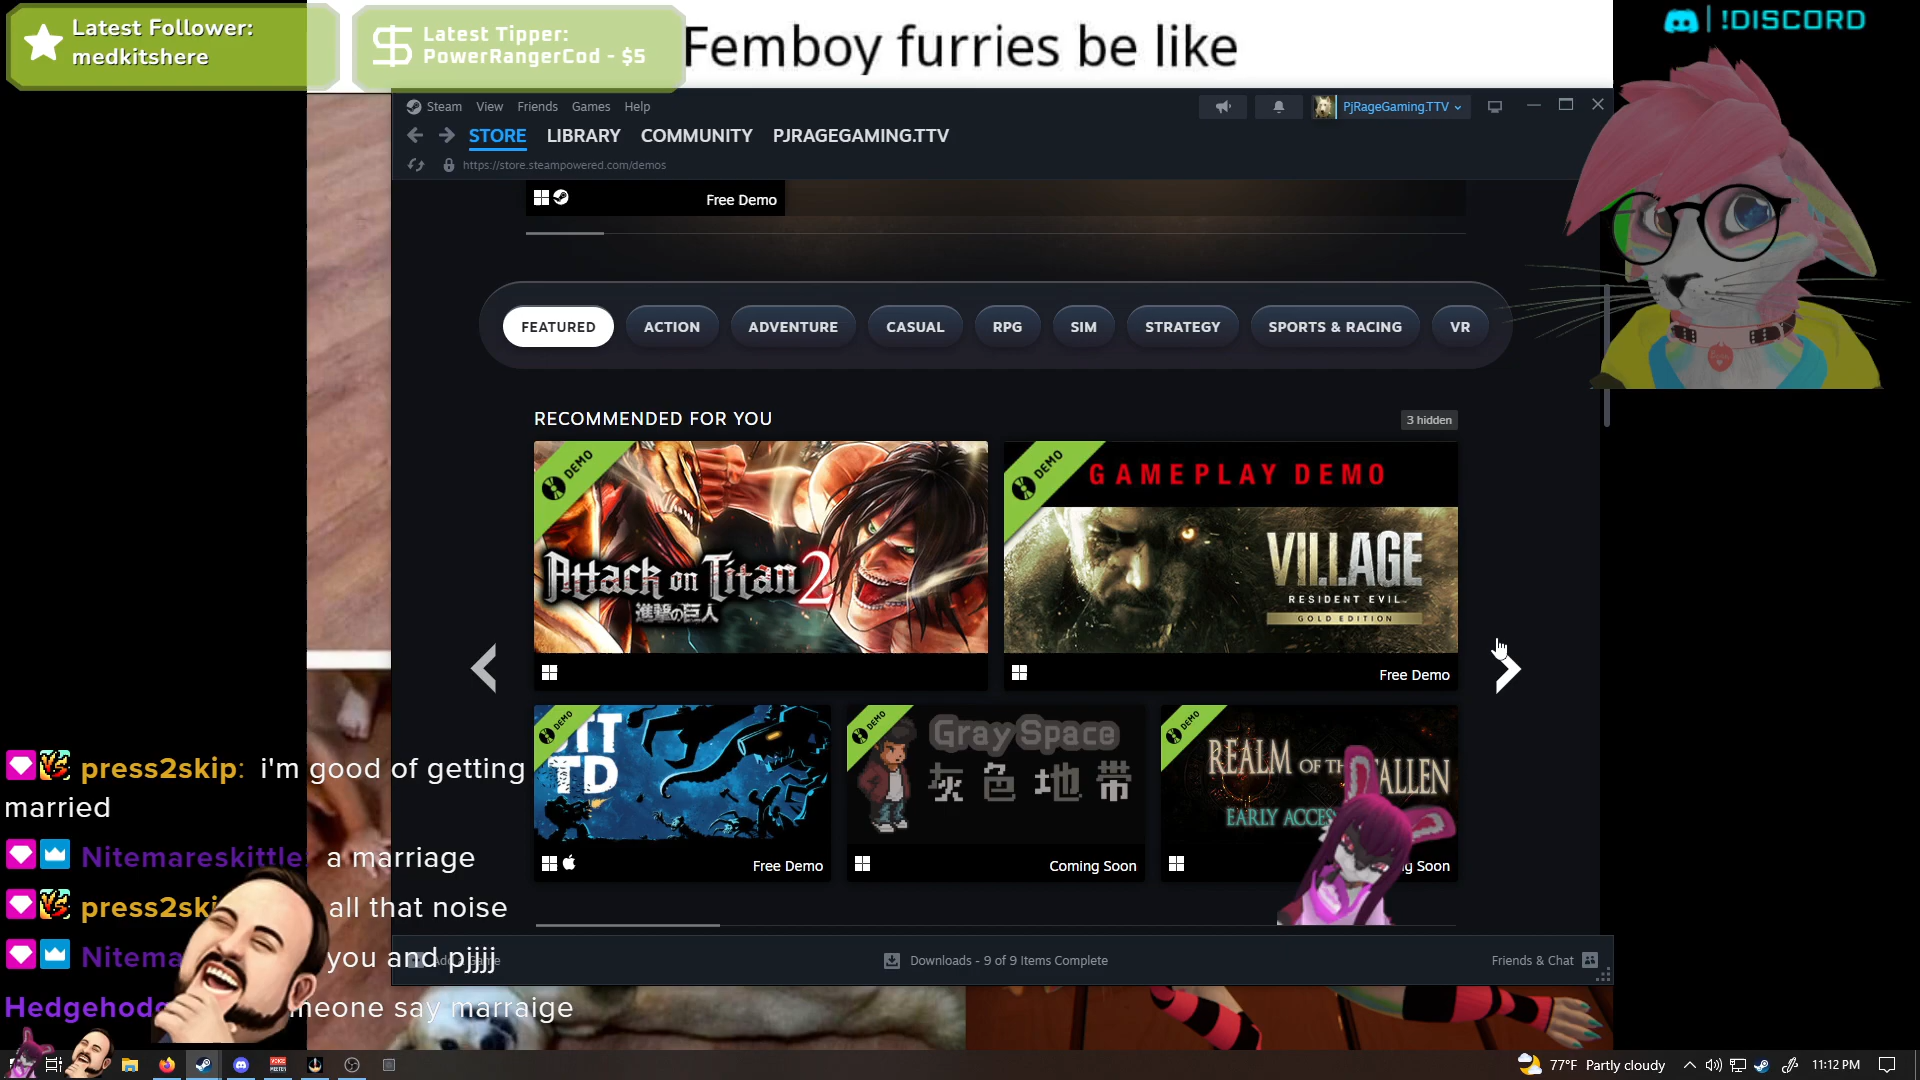 Latest Follower:
medkitshere
Latest Tipper:
PowerRangerCod - $5
Femboy furries be like
!DISCORD
Steam View Friends Games Help
PjRageGaming.TTV
STORE LIBRARY COMMUNITY PJRAGEGAMING.TTV
https://store.steampowered.com/demos
Free Demo
FEATURED ACTION ADVENTURE CASUAL RPG SIM STRATEGY SPORTS & RACING VR
RECOMMENDED FOR YOU
3 hidden
DEMO
Attack on Titan 2
進撃の巨人
DEMO
GAMEPLAY DEMO
VILLAGE
RESIDENT EVIL
GOLD EDITION
Free Demo
DEMO
TD
Free Demo
DEMO
Gray Space
灰色地带
Coming Soon
DEMO
REALM OF
EARLY
Soon
press2skip: i'm good of getting
married
Nitemareskittle a marriage
all that noise
you and pjjjj
say marraige
Downloads - 9 of 9 Items Complete
Friends & Chat
77°F Partly cloudy
11:12 PM